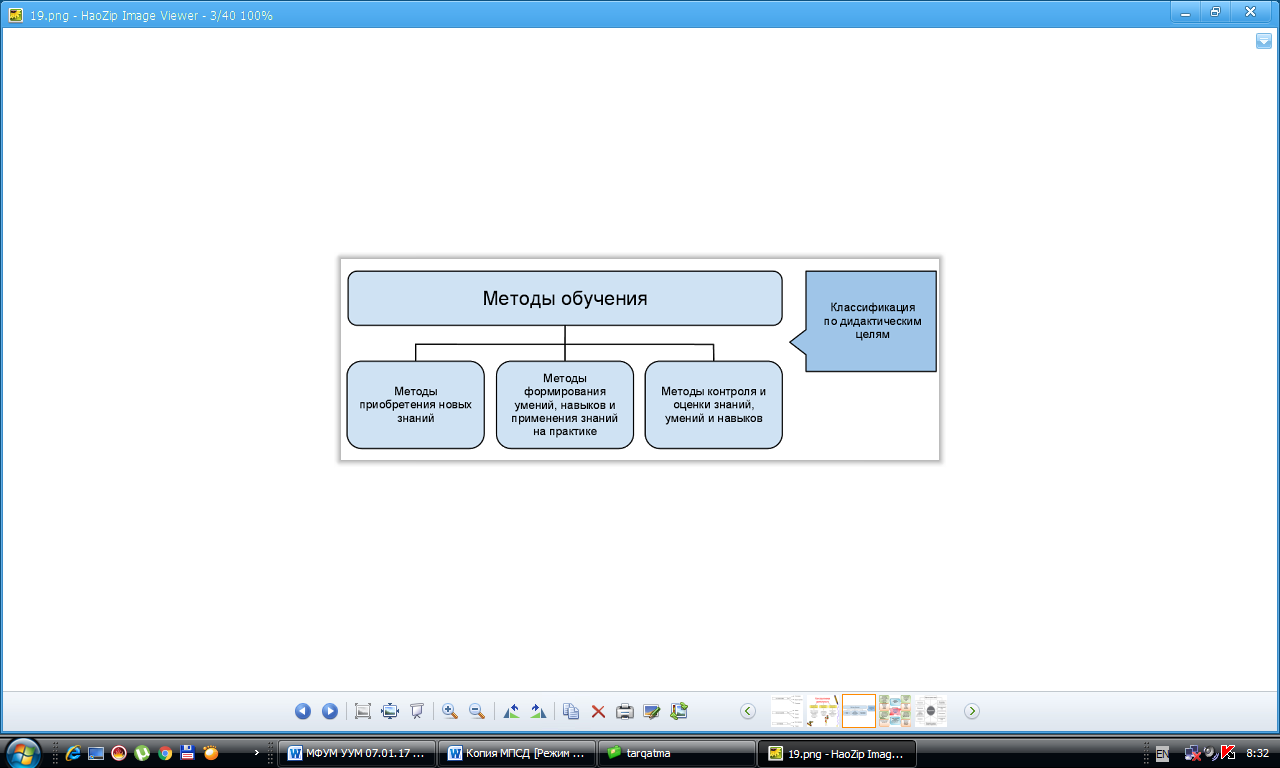 19.png - HaoZip Image Viewer - 3/40 100%
Методы обучения
Классификация
по дидактическим
целям
Методы
приобретения новых
знаний
Методы
формирования
умений, навыков и
применения знаний
на практике
Методы контроля и
оценки знаний,
умений и навыков
МФУМ УУМ 07.01.17 ...
Копия МПСД [Режим ...
tarqatma
19.png - HaoZip Imag...
8:32